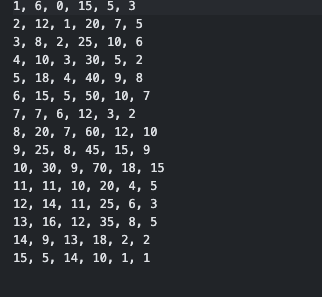 1, 6, 0, 15, 5, 3
2, 12, 1, 20, 7, 5
3, 8, 2, 25, 10, 6
4, 10, 3, 30, 5, 2
5, 18, 4, 40, 9, 8
6, 15, 5, 50, 10, 7
7, 7, 6, 12, 3, 2
8, 20, 7, 60, 12, 10
9, 25, 8, 45, 15, 9
10, 30, 9, 70, 18, 15
11, 11, 10, 20, 4, 5
12, 14, 11, 25, 6, 3
13, 16, 12, 35, 8, 5
14, 9, 13, 18, 2, 2
15, 5, 14, 10, 1, 1